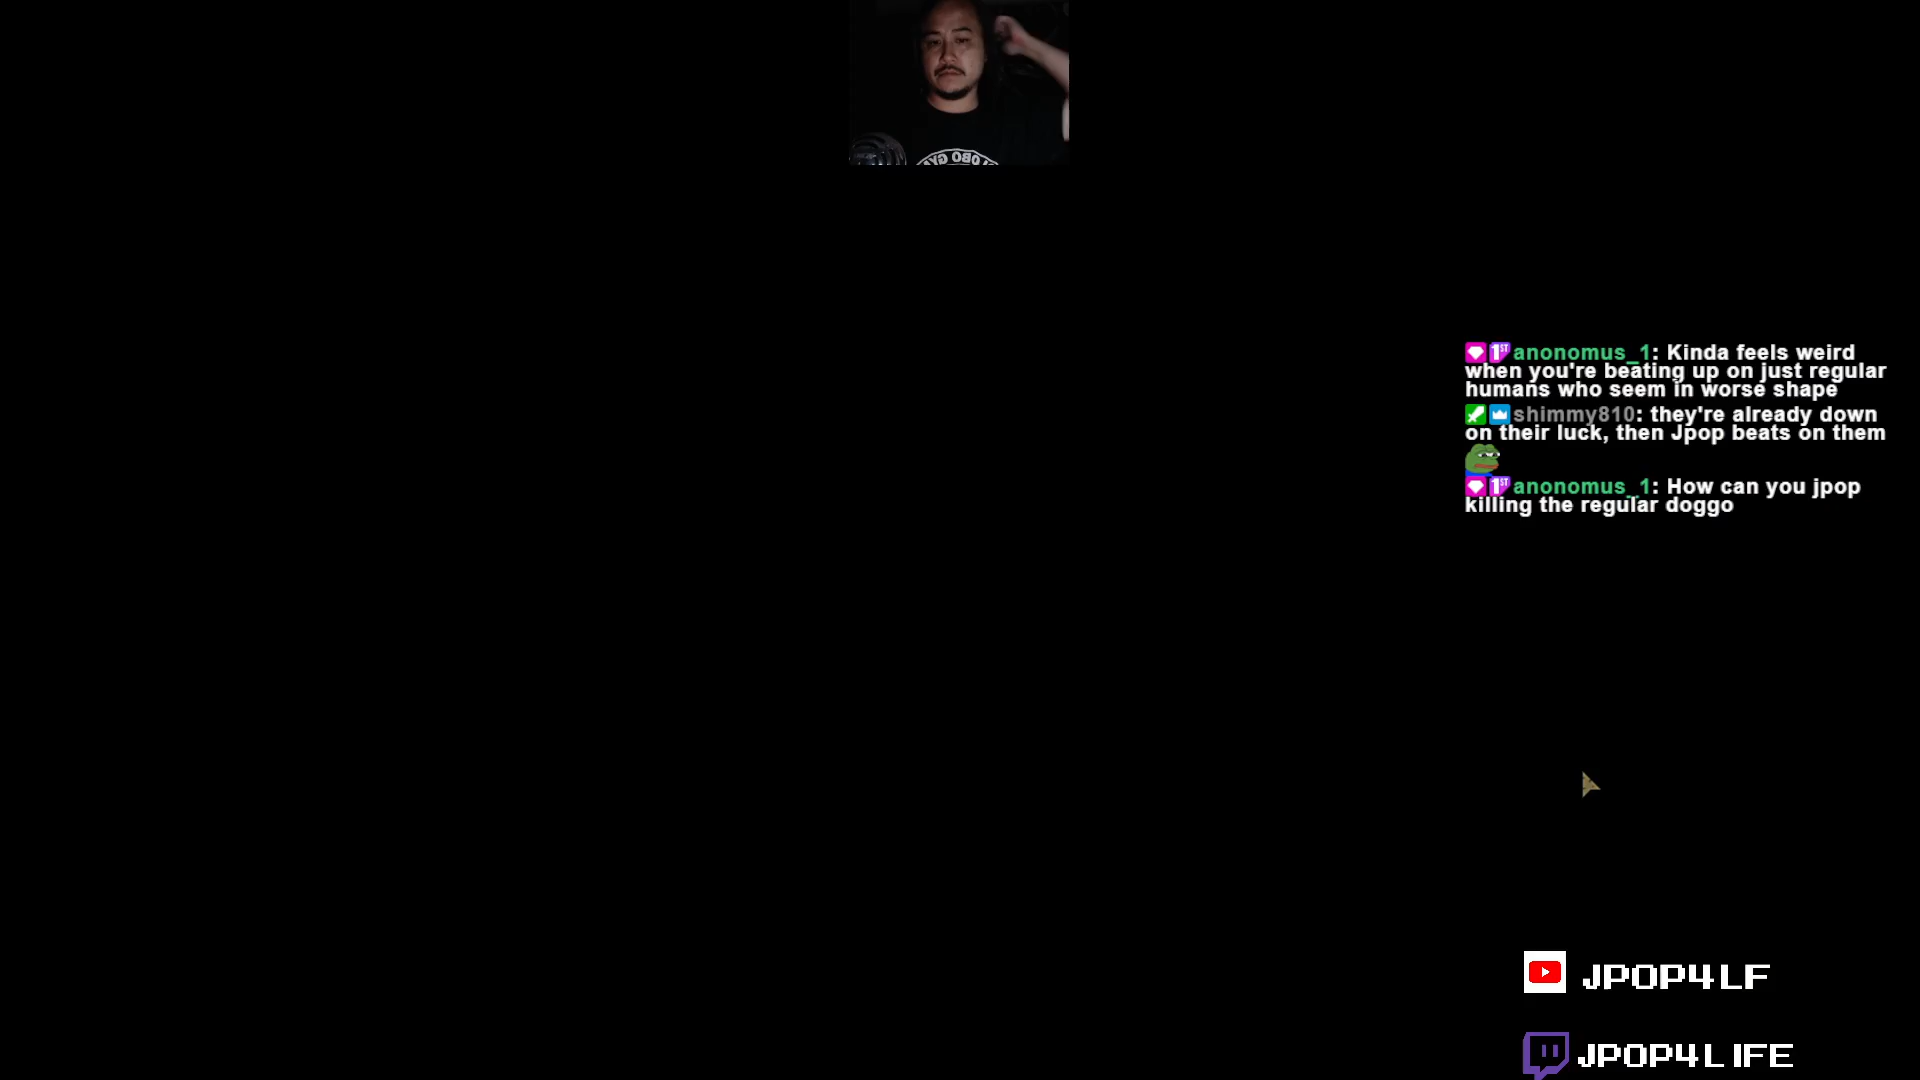 OBO GY
anonomus_1: Kinda feels weird
when you're beating up on just regular
humans who seem in worse shape
shimmy810: they're already down
on their luck, then Jpop beats on them
anonomus_1: How can you jpop
killing the regular doggo
JPOP4LF
JPOP4LIFE